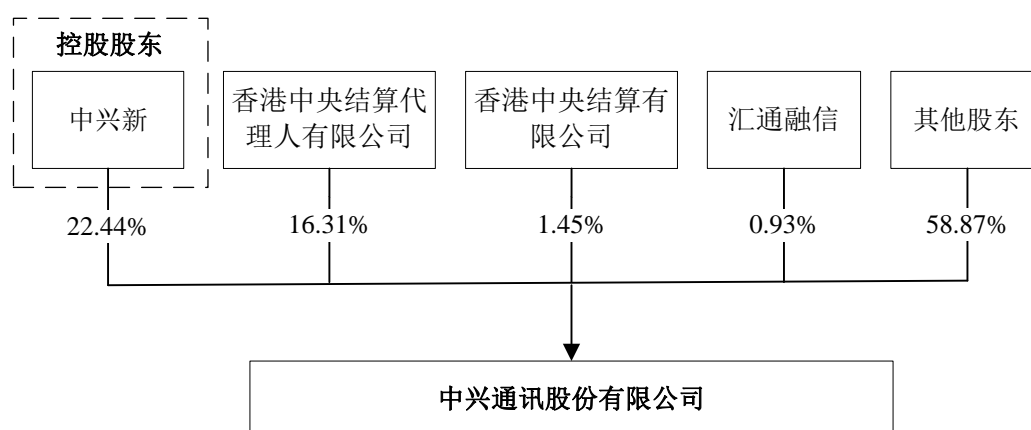 控股股东
中兴新
香港中央结算代
理人有限公司
香港中央结算有
限公司
汇通融信
其他股东
22.44%
16.31%
1.45%
0.93%
58.87%
中兴通讯股份有限公司